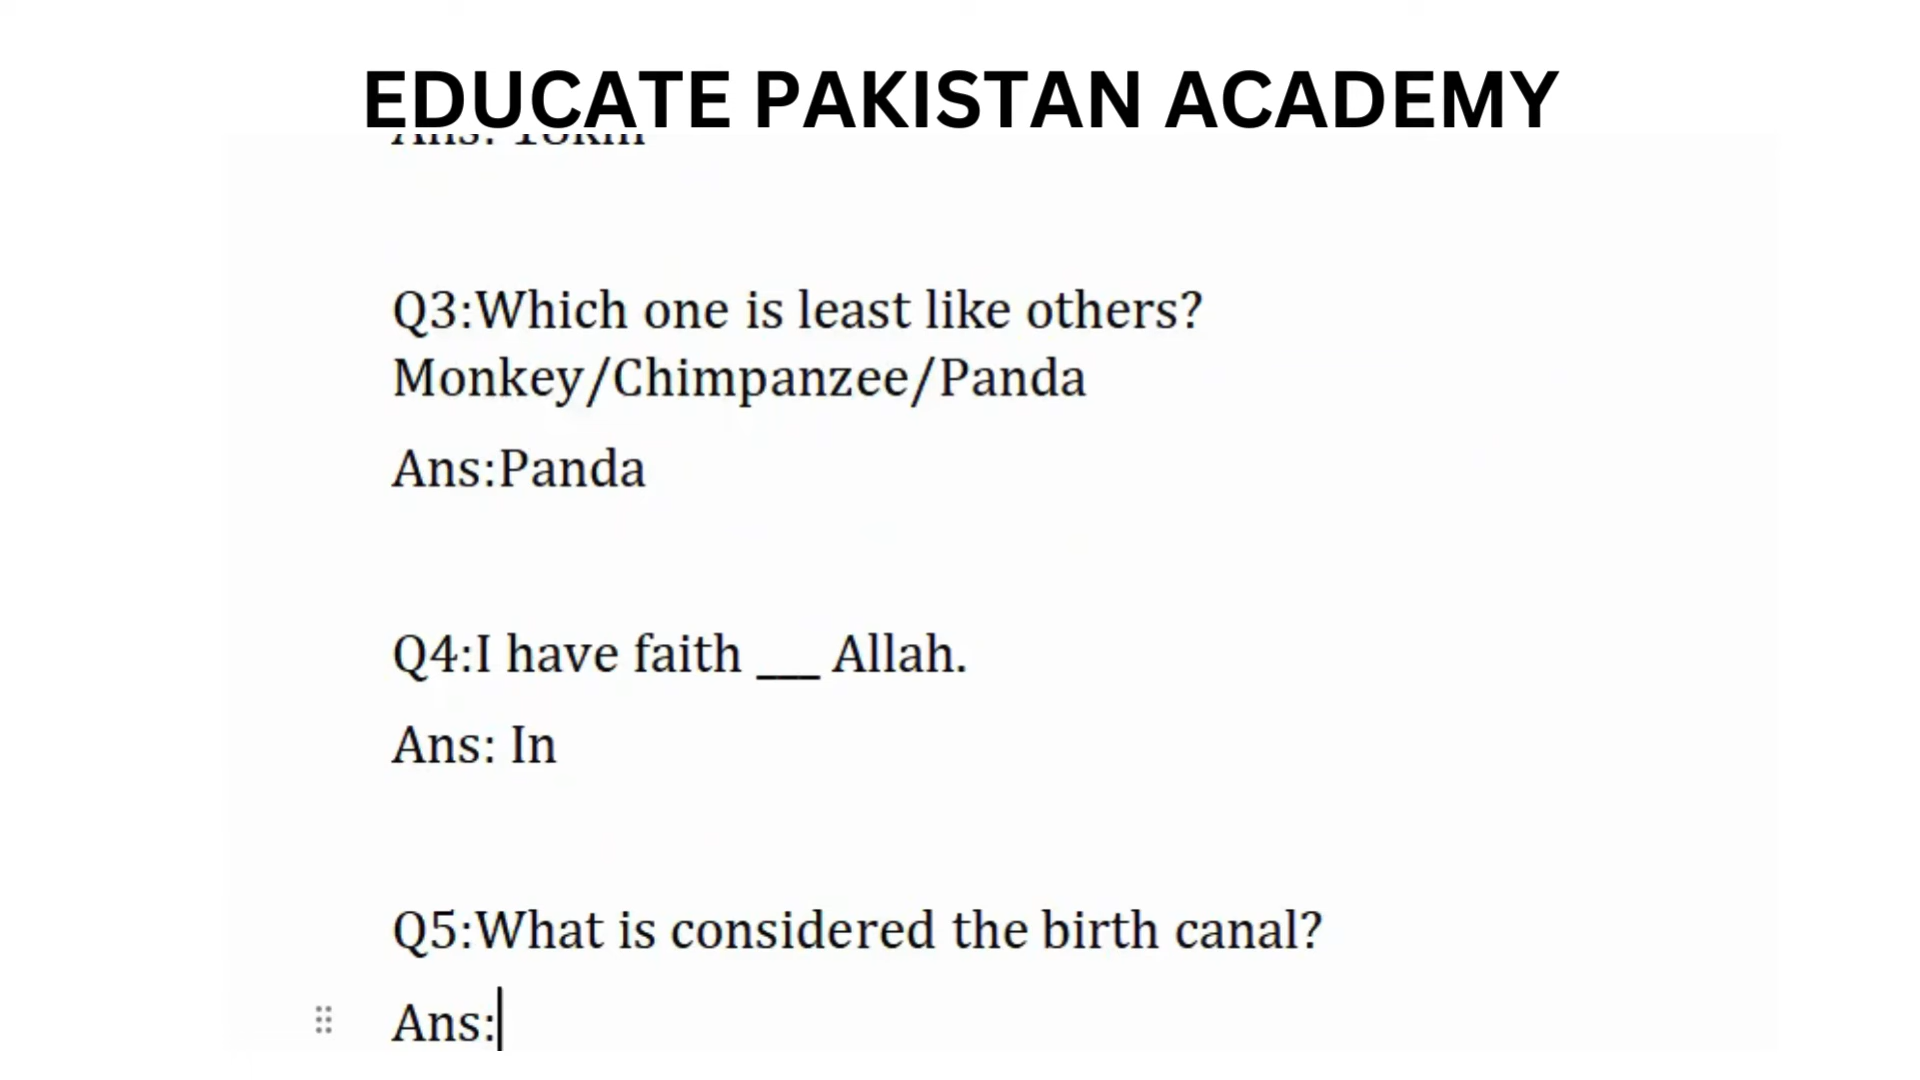 EDUCATE PAKISTAN ACADEMY
Q3:Which one is least like others?
Monkey/Chimpanzee/Panda
Ans:Panda
Q4:I have faith ___ Allah.
Ans: In
Q5:What is considered the birth canal?
Ans: